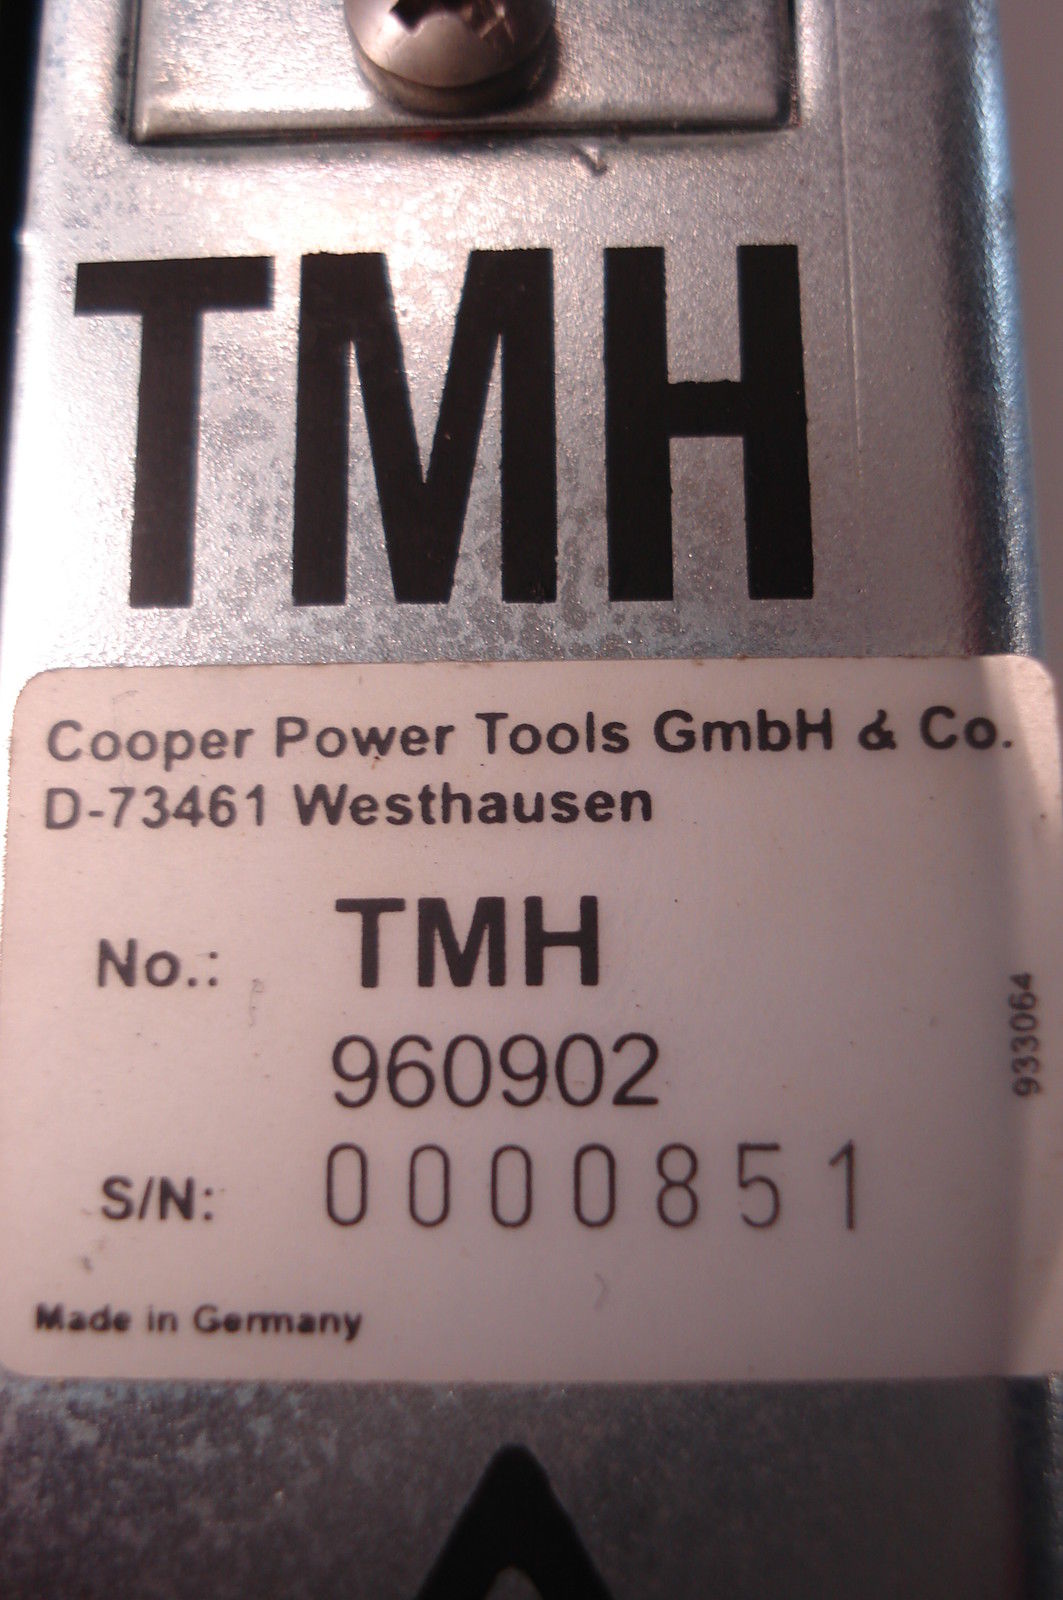 TMH
Cooper Power Tools GmbH & Co.
D-73461 Westhausen
No.: TMH
960902
933064
S/N: 0000851
Made in Germany